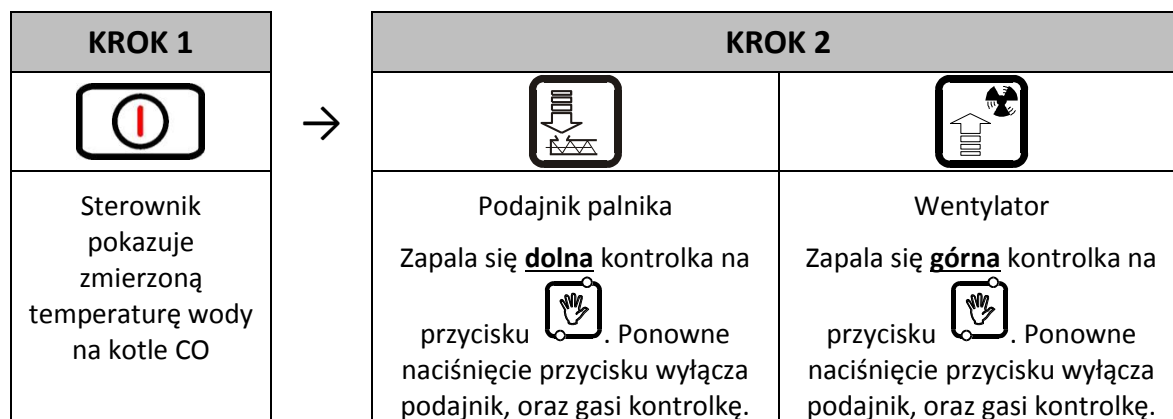 KROK 1
Sterownik
pokazuje
zmierzoną
temperaturę wody
na kotle CO
KROK 2
Podajnik palnika
Zapala się dolna kontrolka na
przycisku . Ponowne
naciśnięcie przycisku wyłącza
podajnik, oraz gasi kontrolkę.
Wentylator
Zapala się górna kontrolka na
przycisku . Ponowne
naciśnięcie przycisku wyłącza
podajnik, oraz gasi kontrolkę.